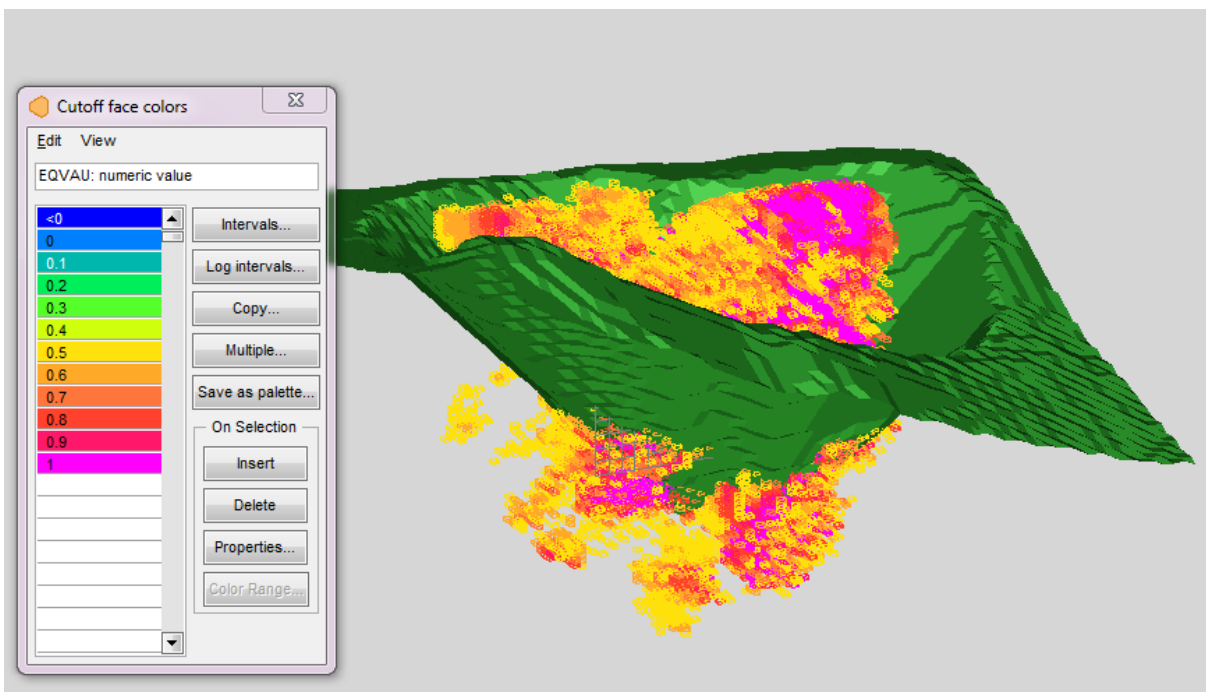 Cutoff face colors
Edit View
EQVAU: numeric value
<0
0
0.1
0.2
0.3
0.4
0.5
0.6
0.7
0.8
0.9
1
Intervals...
Log intervals...
Copy...
Multiple...
Save as palette...
On Selection
Insert
Delete
Properties...
Color Range...